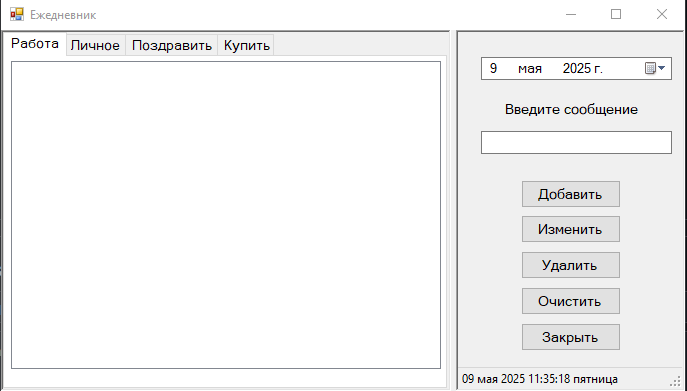 Ежедневник
Работа Личное Поздравить Купить
9 мая 2025 г.
Введите сообщение
Добавить
Изменить
Удалить
Очистить
Закрыть
09 мая 2025 11:35:18 пятница